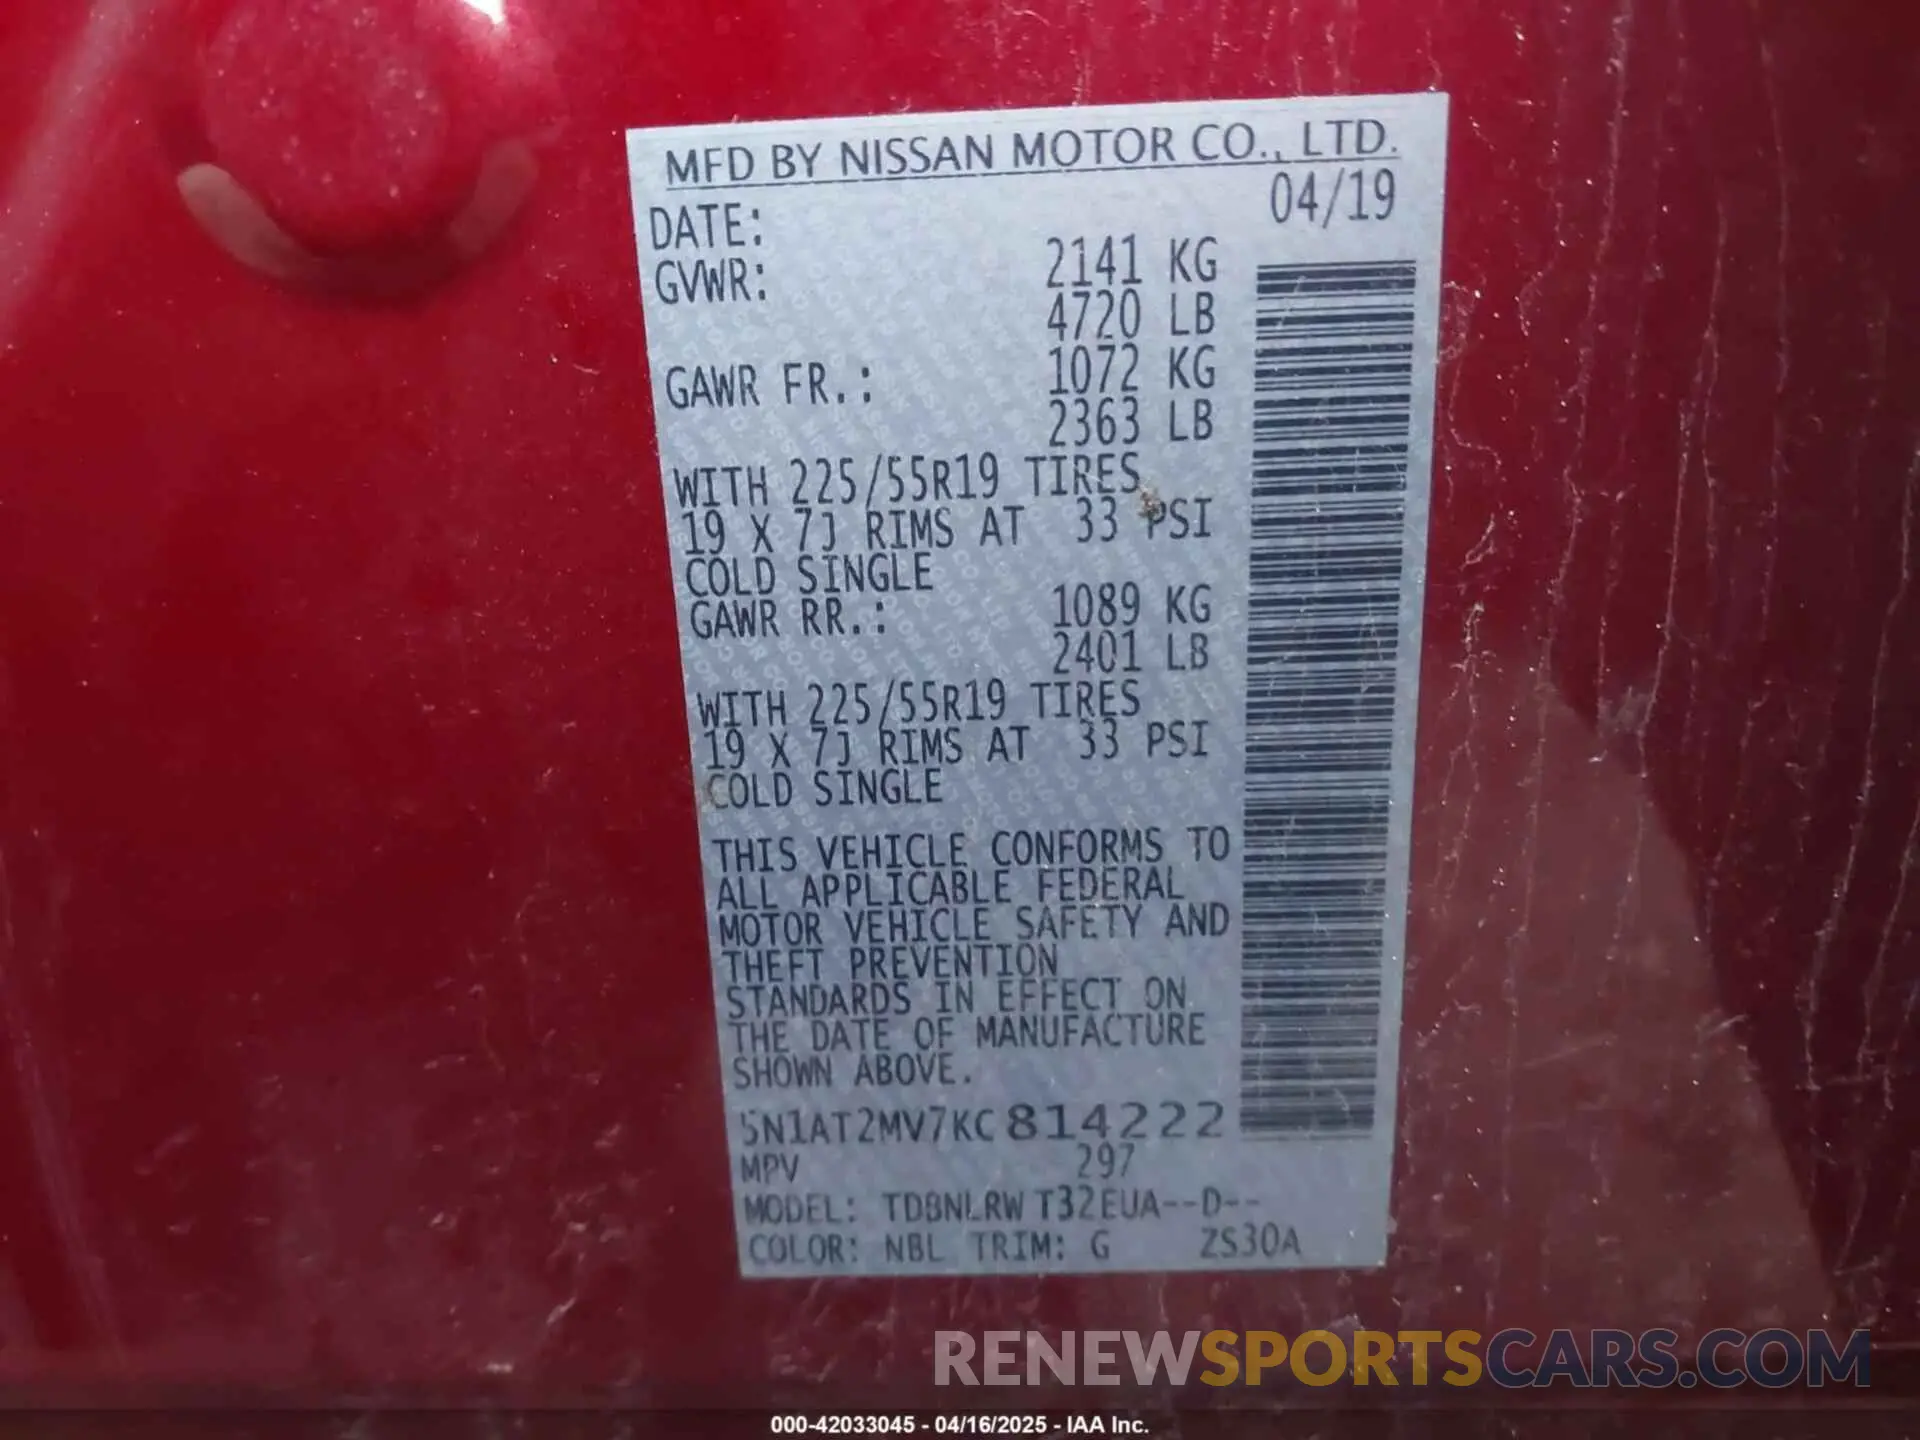 MFD BY NISSAN MOTOR CO., LTD.
DATE: 04/19
GVWR: 2141 KG
4720 LB
GAWR FR.: 1072 KG
2363 LB
WITH 225/55R19 TIRES
19 X 7J RIMS AT 33 PSI
COLD SINGLE
GAWR RR.: 1089 KG
2401 LB
WITH 225/55R19 TIRES
19 X 7J RIMS AT 33 PSI
COLD SINGLE
THIS VEHICLE CONFORMS TO
ALL APPLICABLE FEDERAL
MOTOR VEHICLE SAFETY AND
THEFT PREVENTION
STANDARDS IN EFFECT ON
THE DATE OF MANUFACTURE
SHOWN ABOVE.
5N1AT2MV7KC814222
MPV 297
MODEL: TDBNLRW T32EUA--D--
COLOR: NBL TRIM: G ZS30A
RENEWSPORTSCARS.COM
000-42033045 - 04/16/2025 - IAA Inc.